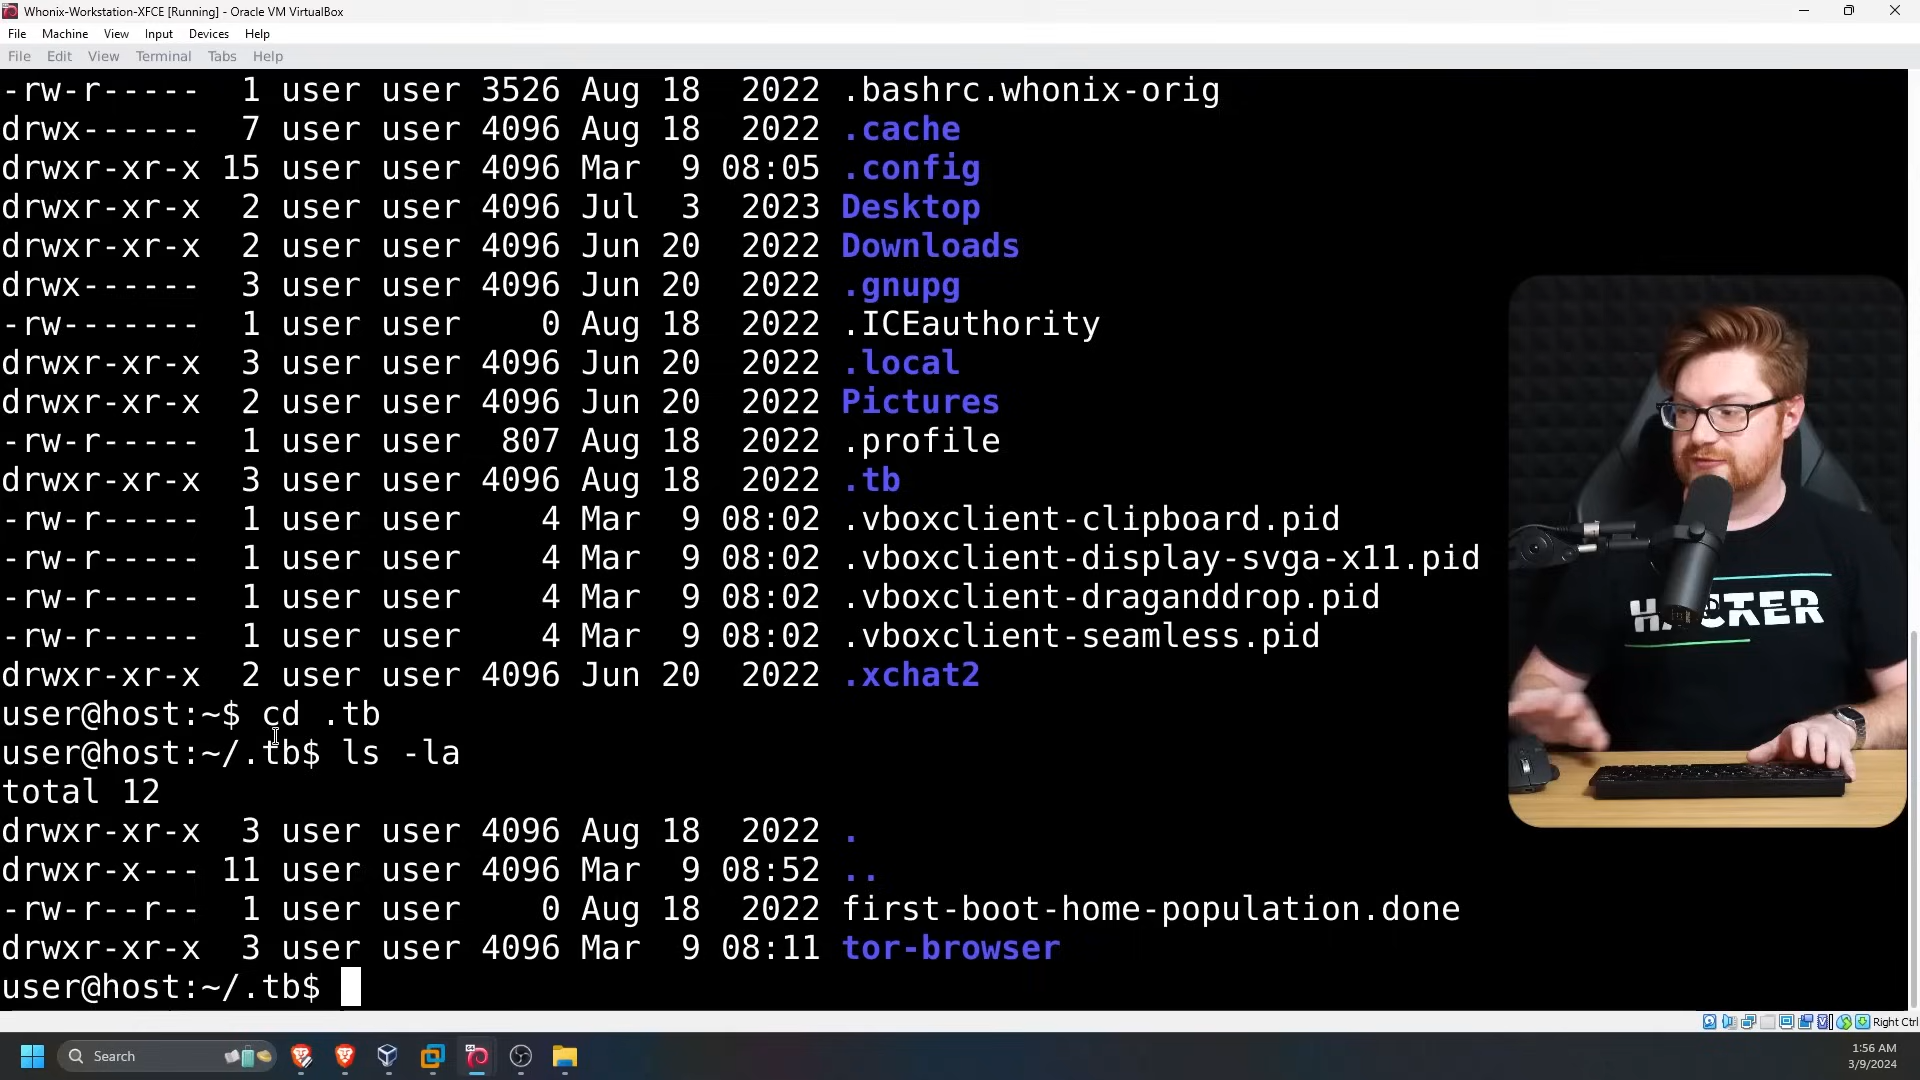 Whonix-Workstation-XFCE [Running] - Oracle VM VirtualBox
File Machine View Input Devices Help
File Edit View Terminal Tabs Help
-rw-r----- 1 user user 3526 Aug 18 2022 .bashrc.whonix-orig
drwx------ 7 user user 4096 Aug 18 2022 .cache
drwxr-xr-x 15 user user 4096 Mar 9 08:05 .config
drwxr-xr-x 2 user user 4096 Jul 3 2023 Desktop
drwxr-xr-x 2 user user 4096 Jun 20 2022 Downloads
drwx------ 3 user user 4096 Jun 20 2022 .gnupg
-rw------- 1 user user 0 Aug 18 2022 .ICEauthority
drwxr-xr-x 3 user user 4096 Jun 20 2022 .local
drwxr-xr-x 2 user user 4096 Jun 20 2022 Pictures
-rw-r----- 1 user user 807 Aug 18 2022 .profile
drwxr-xr-x 3 user user 4096 Aug 18 2022 .tb
-rw-r----- 1 user user 4 Mar 9 08:02 .vboxclient-clipboard.pid
-rw-r----- 1 user user 4 Mar 9 08:02 .vboxclient-display-svga-x11.pid
-rw-r----- 1 user user 4 Mar 9 08:02 .vboxclient-draganddrop.pid
-rw-r----- 1 user user 4 Mar 9 08:02 .vboxclient-seamless.pid
drwxr-xr-x 2 user user 4096 Jun 20 2022 .xchat2
user@host:~$ cd .tb
user@host:~/.tb$ ls -la
total 12
drwxr-xr-x 3 user user 4096 Aug 18 2022 .
drwxr-x--- 11 user user 4096 Mar 9 08:52 ..
-rw-r--r-- 1 user user 0 Aug 18 2022 first-boot-home-population.done
drwxr-xr-x 3 user user 4096 Mar 9 08:11 tor-browser
user@host:~/.tb$
Right Ctrl
Search
1:56 AM
3/9/2024